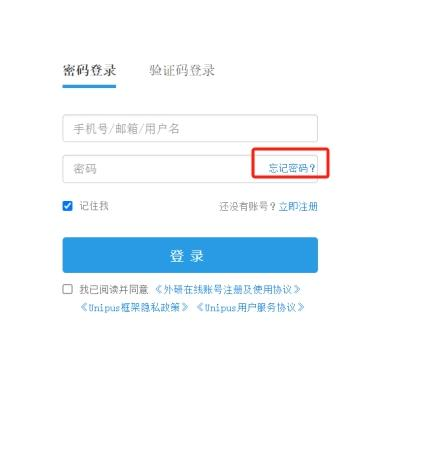 密码登录 验证码登录
手机号/邮箱/用户名
密码 忘记密码？
记住我 还没有账号？立即注册
登录
我已阅读并同意 《外研在线账号注册及使用协议》
《Unipus框架隐私政策》 《Unipus用户服务协议》